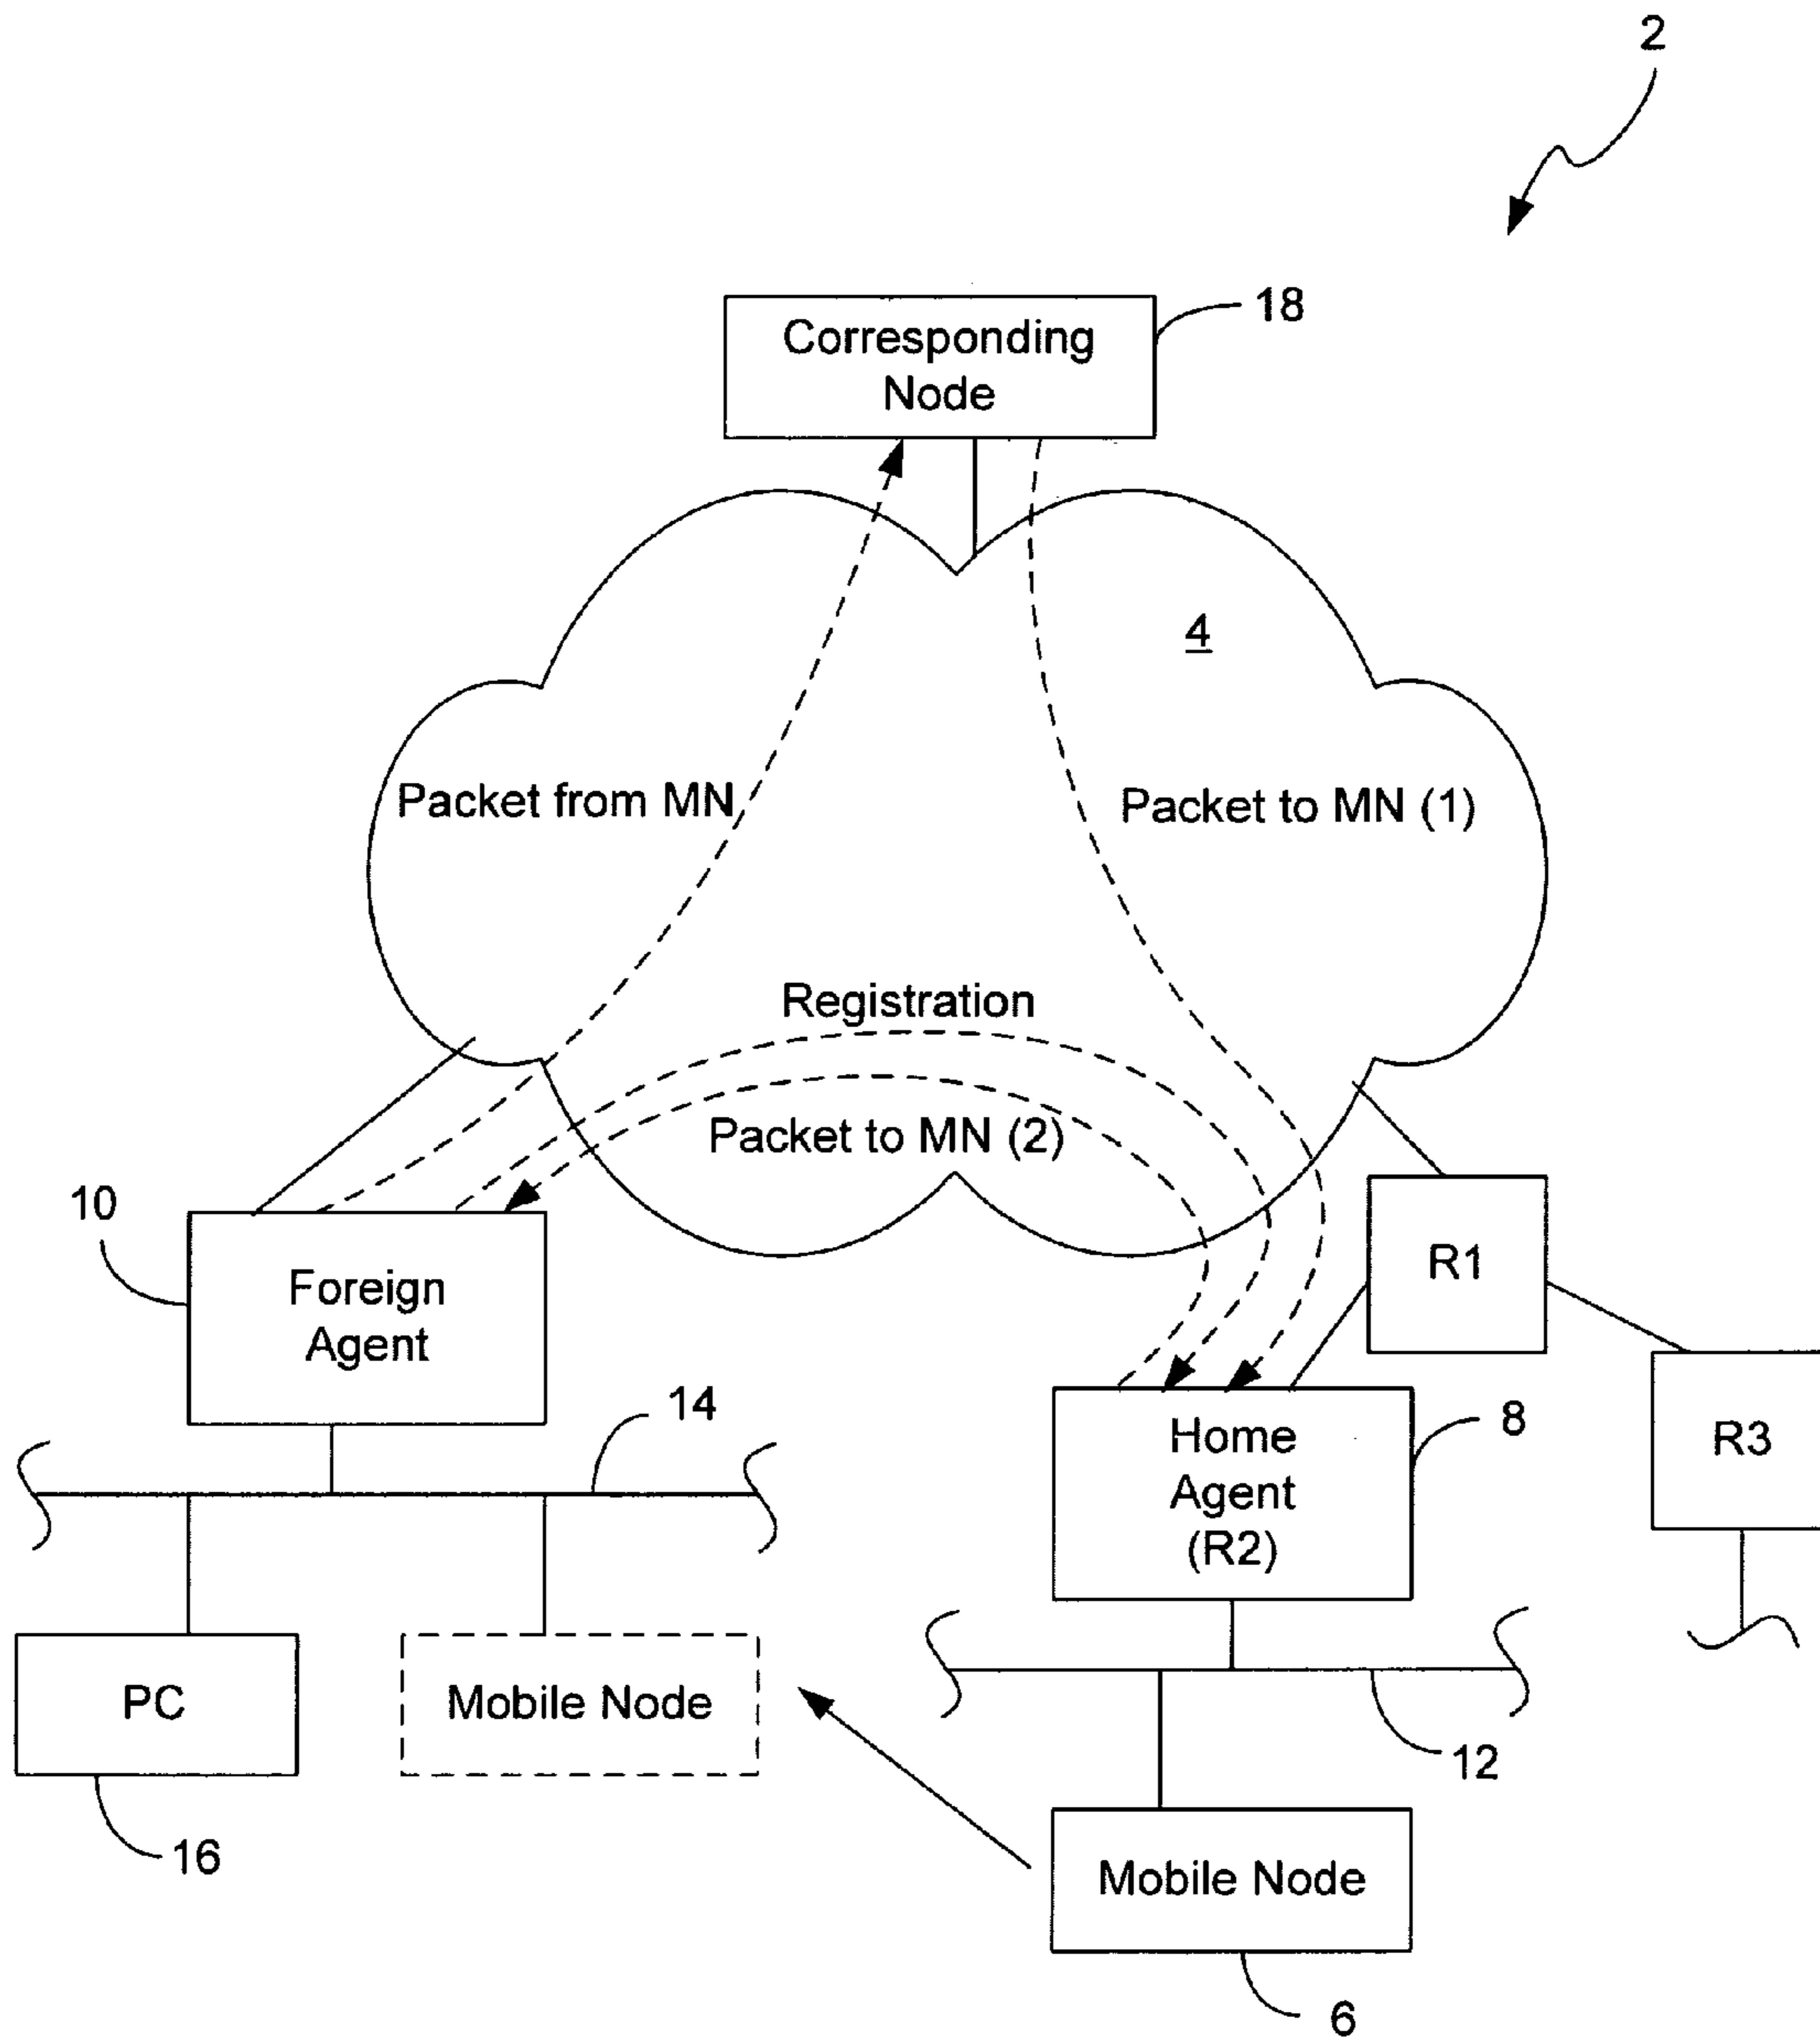 2
Corresponding
Node
18
4
Packet from MN
Packet to MN (1)
Registration
Packet to MN (2)
10
Foreign
Agent
R1
14
Home
Agent
(R2)
8
R3
PC
Mobile Node
12
16
Mobile Node
6